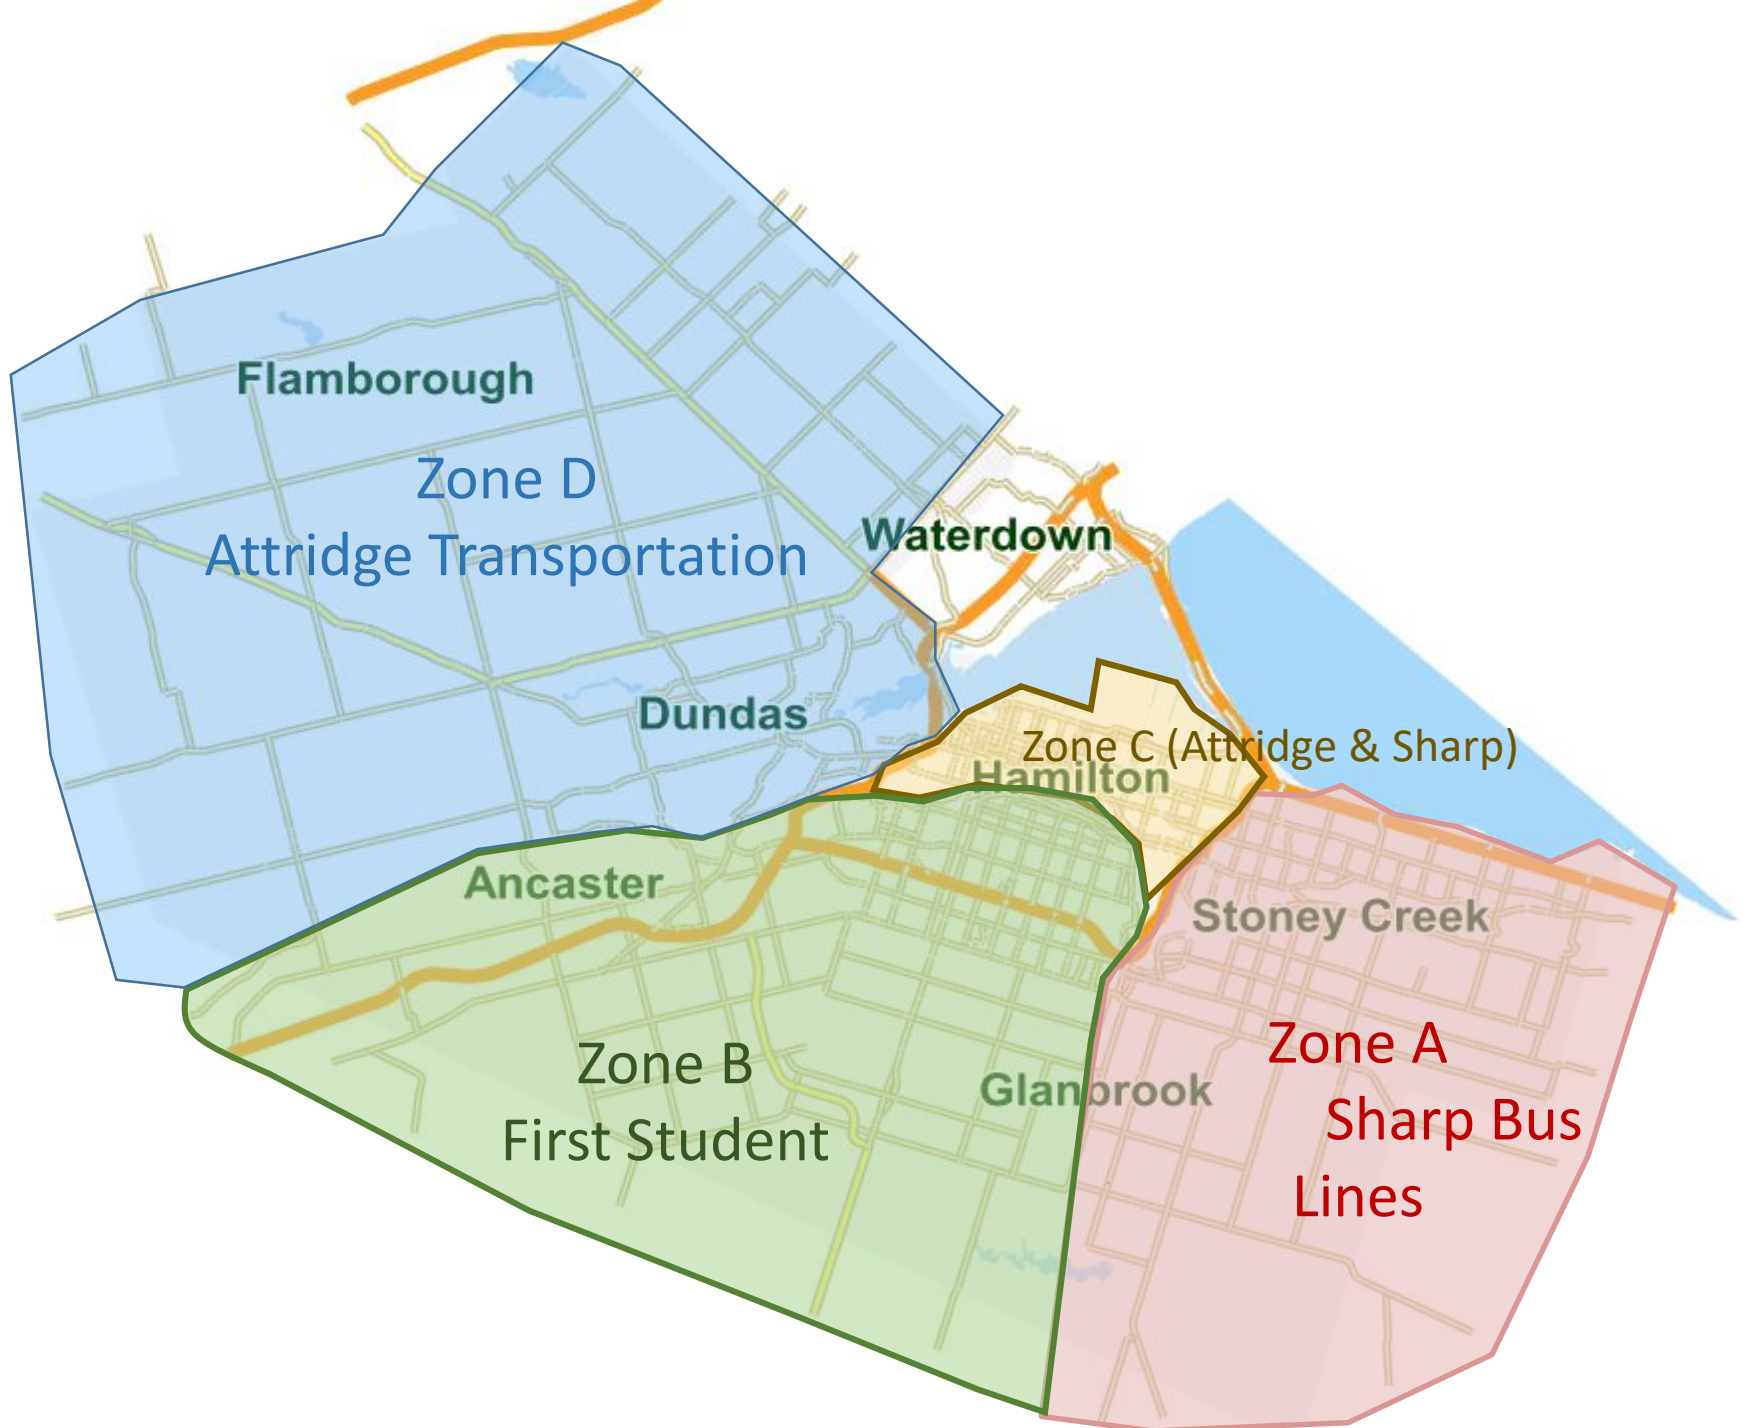 Flamborough
Zone D
Attridge Transportation
Waterdown
Dundas
Zone C (Attridge & Sharp)
Hamilton
Ancaster
Stoney Creek
Zone A
Sharp Bus
Lines
Zone B
First Student
Glanbrook